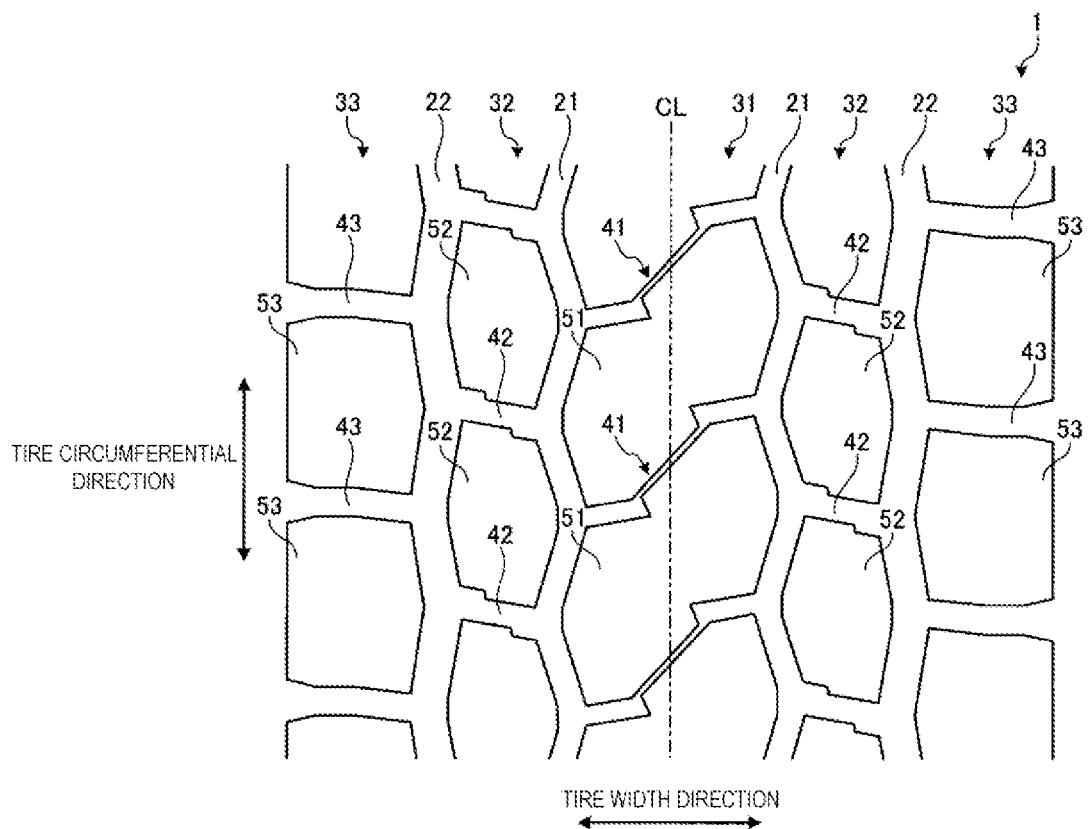 1
33 22 32 21 CL 31 21 32 22 33
43
52 41 53
43 42
53 51 52
42 43
TIRE CIRCUMFERENTIAL
DIRECTION
43 52 41 42 53
53 51 52
42
TIRE WIDTH DIRECTION